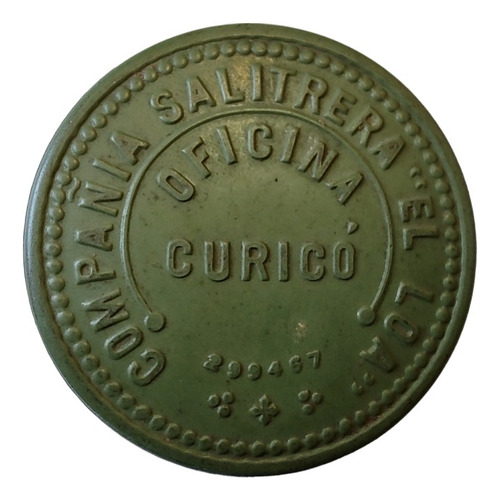 COMPAÑIA SALITRERA "EL LOA"
OFICINA
CURICÓ
299467